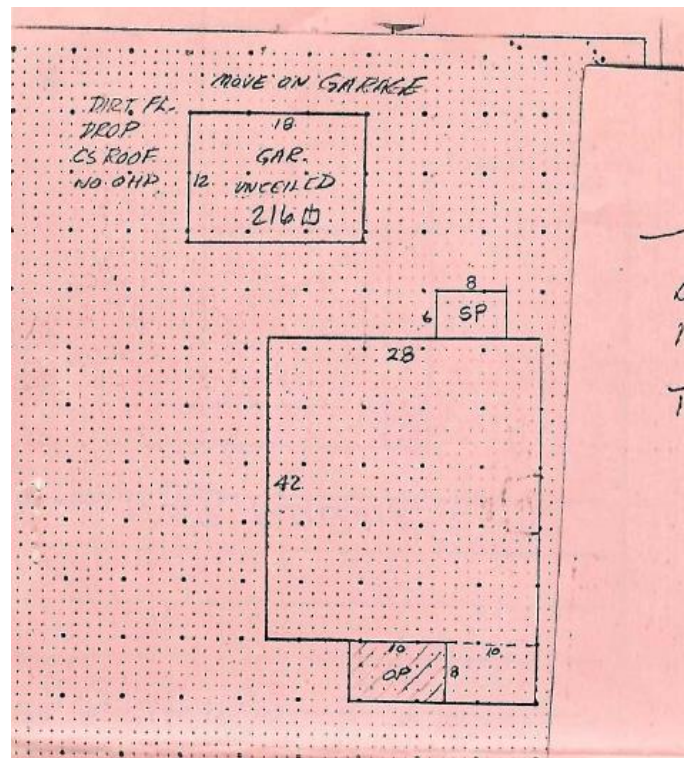 MOVE ON GARAGE
DIRT FL.
DROP
CS ROOF
NO OHD
18
12
GAR.
UNCEILED
216
8
6
SP
28
42
10
OP
8
10